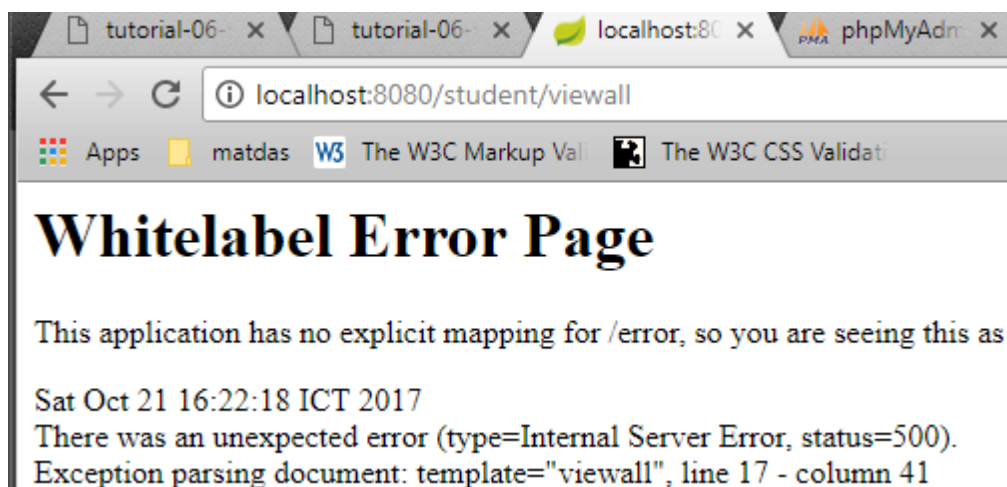 tutorial-06-
tutorial-06-
localhost:80
phpMyAdm
localhost:8080/student/viewall
Apps
matdas
W3 The W3C Markup Vali
The W3C CSS Validati
Whitelabel Error Page
This application has no explicit mapping for /error, so you are seeing this as
Sat Oct 21 16:22:18 ICT 2017
There was an unexpected error (type=Internal Server Error, status=500).
Exception parsing document: template="viewall", line 17 - column 41